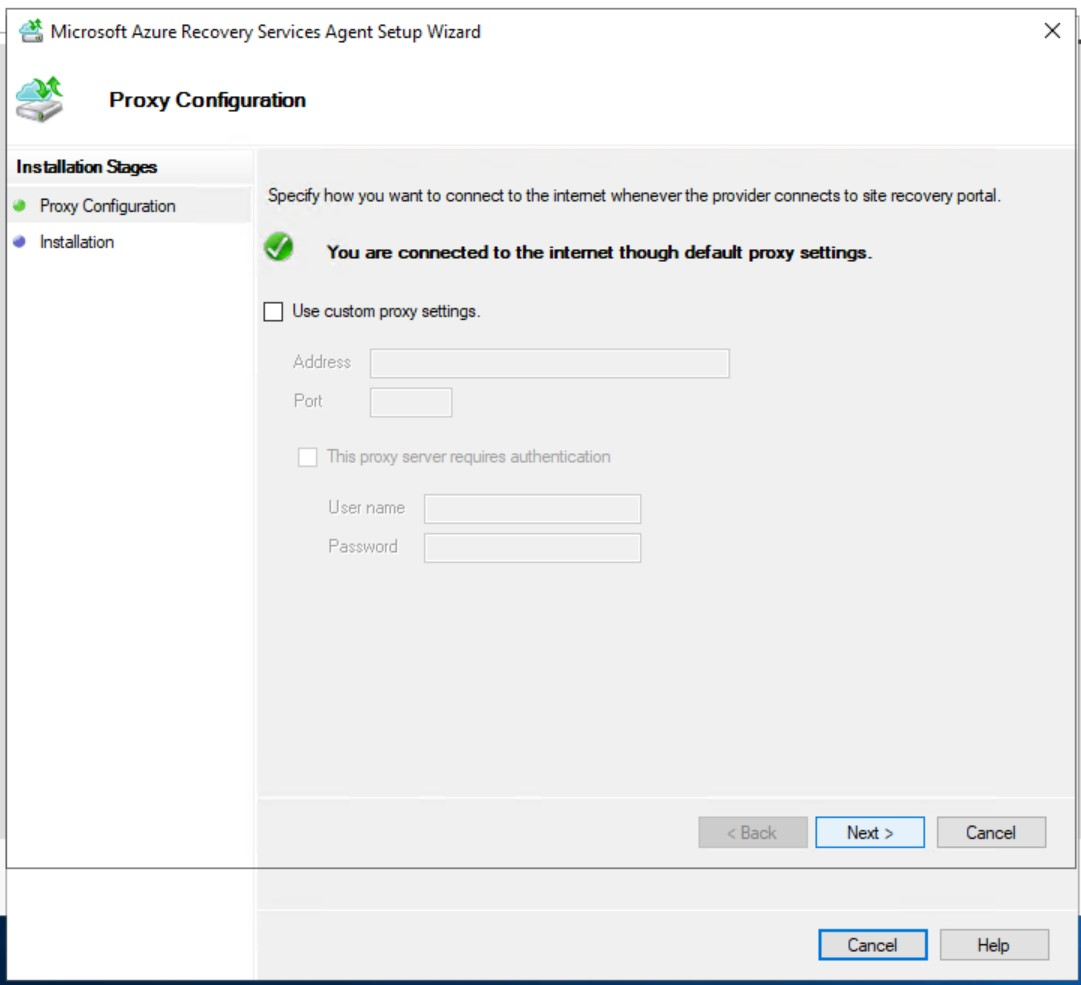 Microsoft Azure Recovery Services Agent Setup Wizard
Proxy Configuration
Installation Stages
Proxy Configuration
Installation
Specify how you want to connect to the internet whenever the provider connects to site recovery portal.
You are connected to the internet though default proxy settings.
Use custom proxy settings.
Address
Port
This proxy server requires authentication
User name
Password
< Back Next > Cancel
Cancel Help